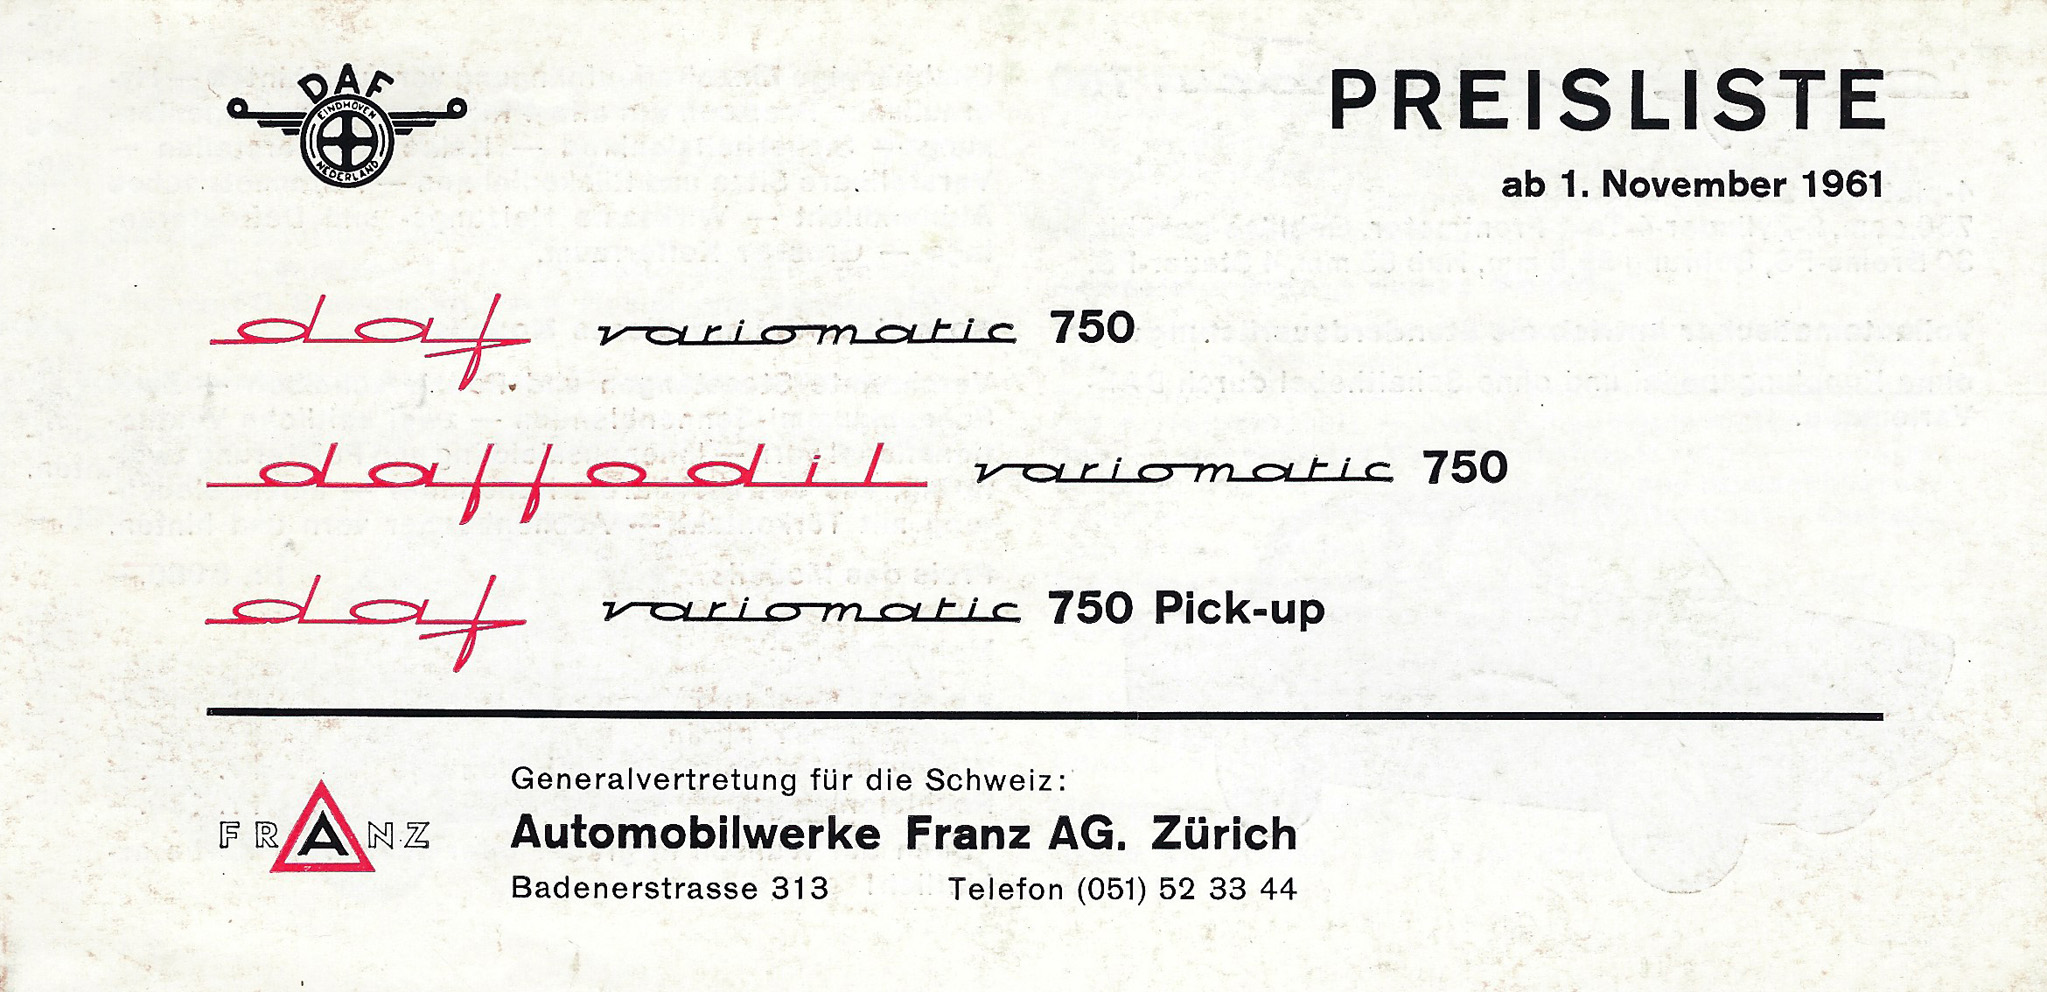 DAF
EINDHOVEN
NEDERLAND
PREISLISTE
ab 1. November 1961
daf variomatic 750
daffodil variomatic 750
daf variomatic 750 Pick-up
FRANZ
Generalvertretung für die Schweiz:
Automobilwerke Franz AG. Zürich
Badenerstrasse 313 Telefon (051) 52 33 44